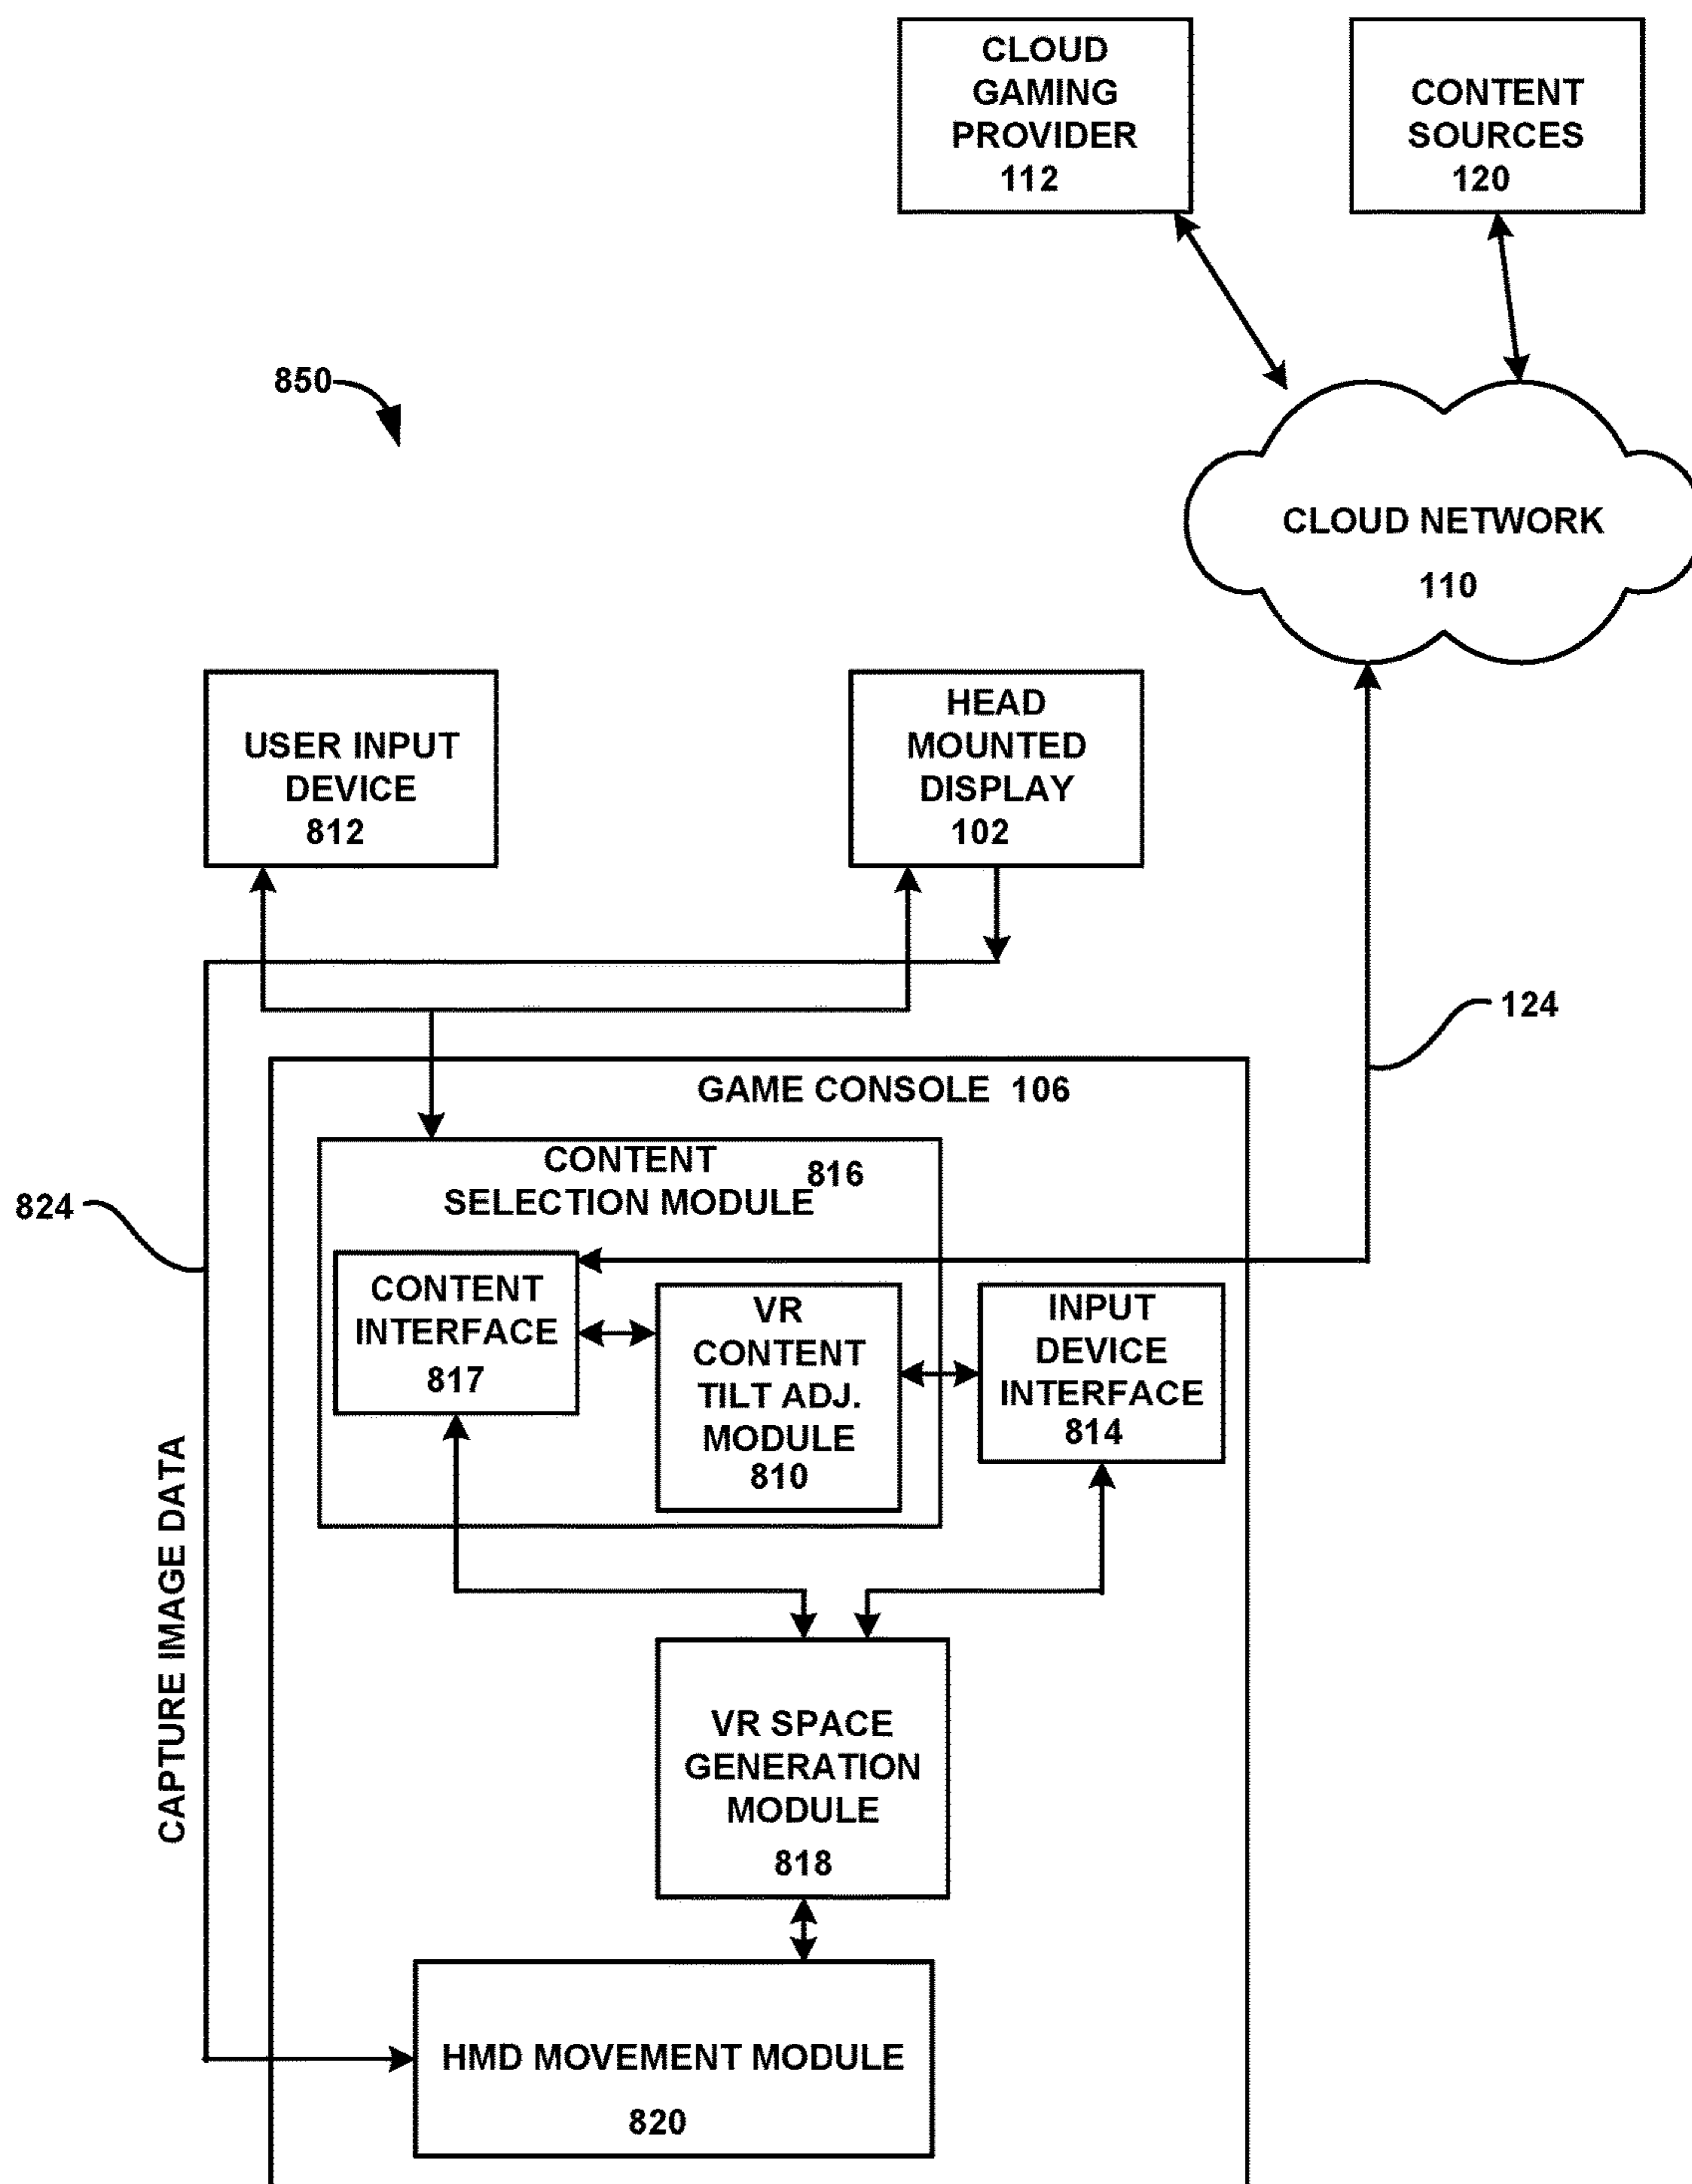 CLOUD
GAMING
PROVIDER
112
CONTENT
SOURCES
120
850
CLOUD NETWORK
110
USER INPUT
DEVICE
812
HEAD
MOUNTED
DISPLAY
102
124
GAME CONSOLE 106
CONTENT
SELECTION MODULE
816
824
CONTENT
INTERFACE
817
VR
CONTENT
TILT ADJ.
MODULE
810
INPUT
DEVICE
INTERFACE
814
CAPTURE IMAGE DATA
VR SPACE
GENERATION
MODULE
818
HMD MOVEMENT MODULE
820